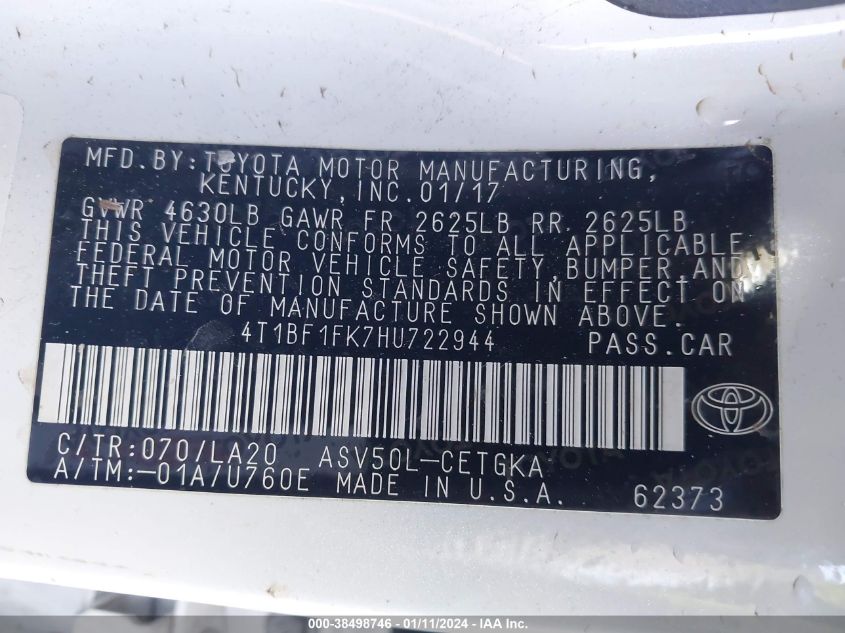 MFD.BY:TOYOTA MOTOR MANUFACTURING,
KENTUCKY,INC.01/17
GVWR 4630LB GAWR FR 2625LB RR 2625LB
THIS VEHICLE CONFORMS TO ALL APPLICABLE
FEDERAL MOTOR VEHICLE SAFETY,BUMPER,AND
THEFT PREVENTION STANDARDS IN EFFECT ON
THE DATE OF MANUFACTURE SHOWN ABOVE.
4T1BF1FK7HU722944 PASS.CAR
C/TR:070/LA20 ASV50L-CETGKA
A/TM:-01A/U760E MADE IN U.S.A. 62373
000-38498746 - 01/11/2024 - IAA Inc.